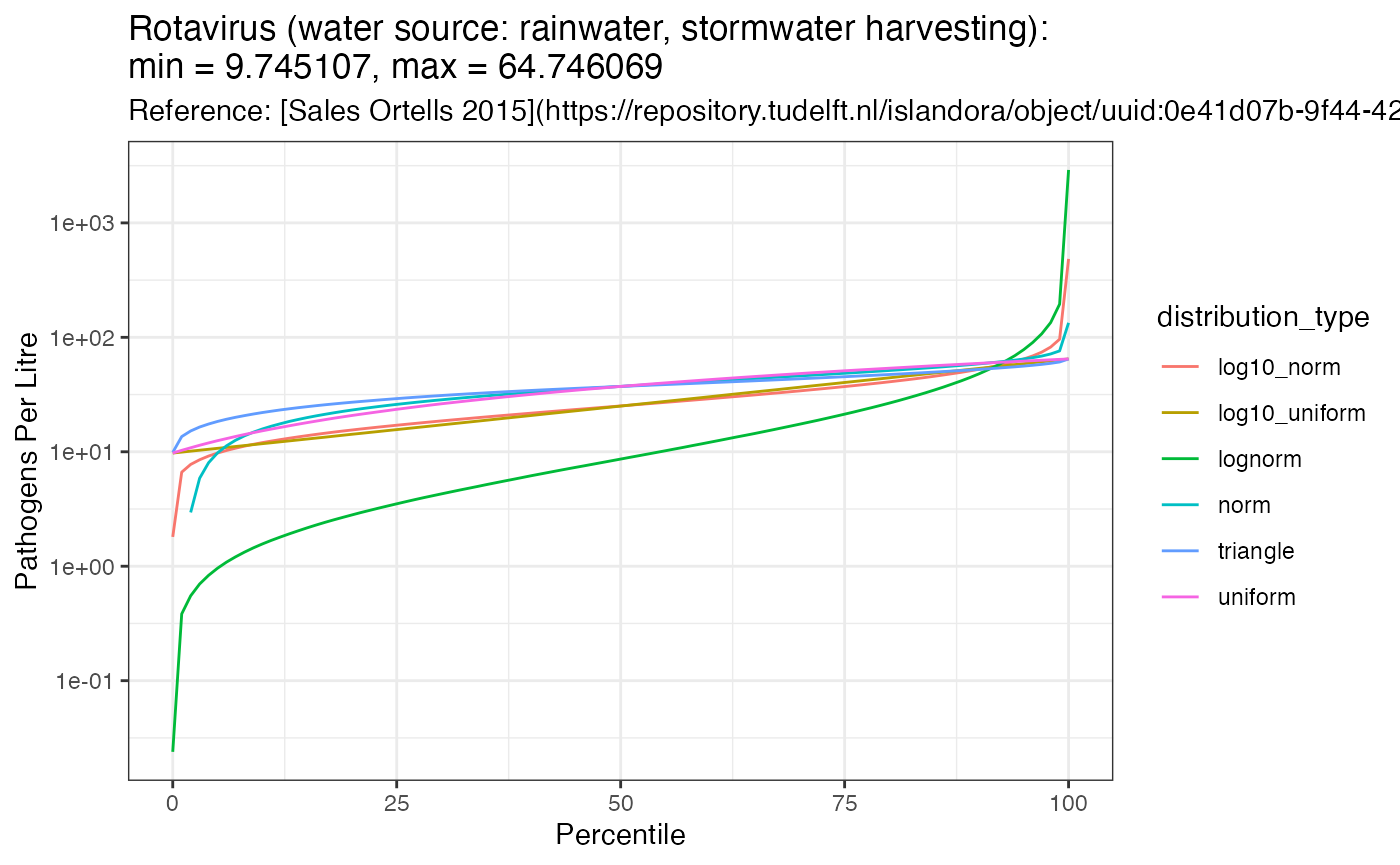 Rotavirus (water source: rainwater, stormwater harvesting):
min = 9.745107, max = 64.746069
Reference: [Sales Ortells 2015](https://repository.tudelft.nl/islandora/object/uuid:0e41d07b-9f44-42
Pathogens Per Litre
1e+03
1e+02
1e+01
1e+00
1e-01
0
25
50
75
100
Percentile
distribution_type
log10_norm
log10_uniform
lognorm
norm
triangle
uniform